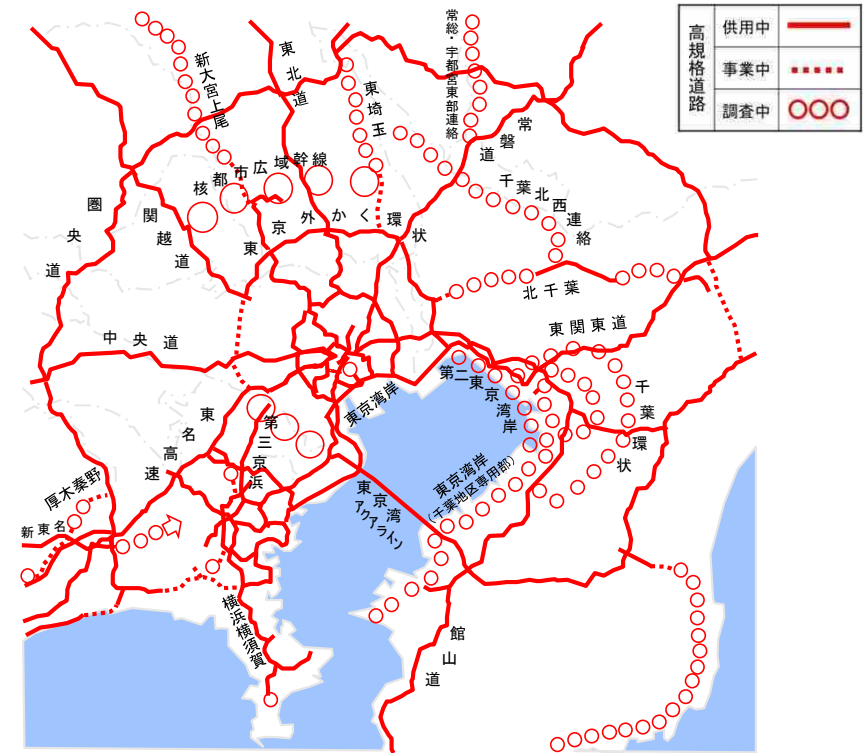 高規格道路
供用中
事業中
調査中
常総・宇都宮東部連絡
新大宮上尾
東北道
東埼玉
常磐道
核都市広域幹線
千葉北西連絡
圏央道
関越道
東京外かく環状
北千葉
中央道
東関東道
第二東京湾岸
千葉環状
東京湾岸
東名高速
第三京浜
東京湾岸
(千葉地区専用部)
厚木秦野
新東名
東京湾
アクアライン
横浜横須賀
館山道